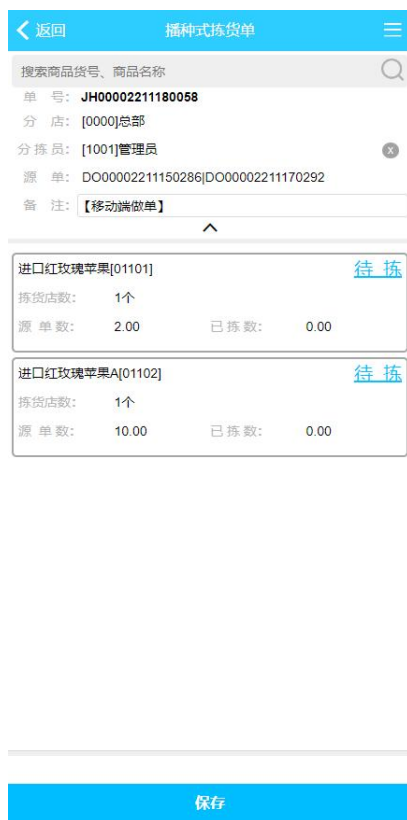 返回 播种式拣货单
搜索商品货号、商品名称
单 号: JH00002211180058
分 店: [0000]总部
分拣员: [1001]管理员
源 单: DO00002211150286|DO00002211170292
备 注: 【移动端做单】
进口红玫瑰苹果[01101] 待 拣
拣货店数: 1个
源 单 数: 2.00 已 拣 数: 0.00
进口红玫瑰苹果A[01102] 待 拣
拣货店数: 1个
源 单 数: 10.00 已 拣 数: 0.00
保存